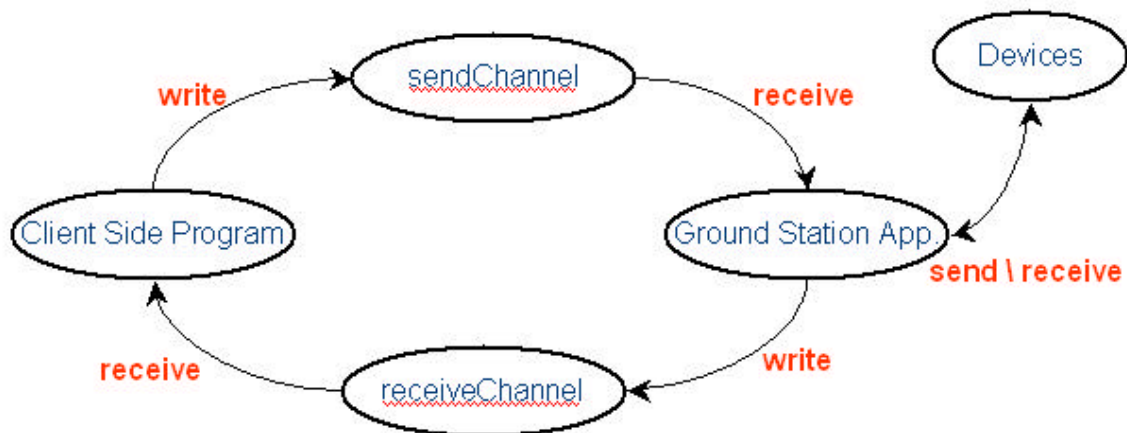 Devices
sendChannel
write
receive
Client Side Program
Ground Station App.
send \ receive
receive
write
receiveChannel